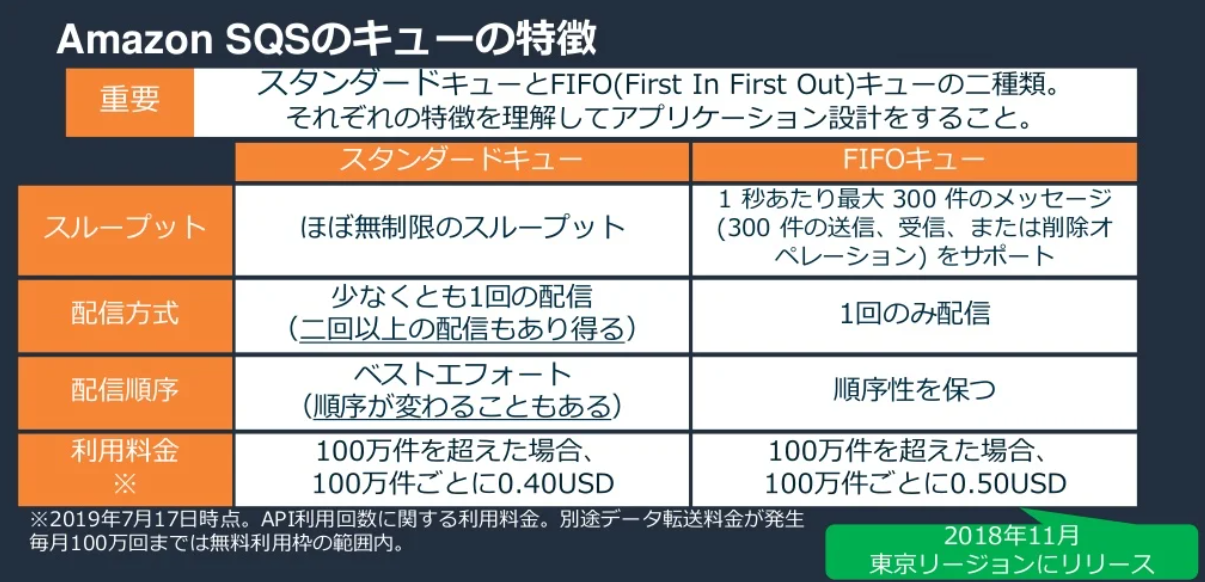 Amazon SQSのキューの特徴
重要
スタンダードキューとFIFO(First In First Out)キューの二種類。
それぞれの特徴を理解してアプリケーション設計をすること。
スタンダードキュー
FIFOキュー
スループット
ほぼ無制限のスループット
1 秒あたり最大 300 件のメッセージ
(300 件の送信、受信、または削除オ
ペレーション) をサポート
配信方式
少なくとも1回の配信
（二回以上の配信もあり得る）
1回のみ配信
配信順序
ベストエフォート
（順序が変わることもある）
順序性を保つ
利用料金
※
100万件を超えた場合、
100万件ごとに0.40USD
100万件を超えた場合、
100万件ごとに0.50USD
※2019年7月17日時点。API利用回数に関する利用料金。別途データ転送料金が発生
毎月100万回までは無料利用枠の範囲内。
2018年11月
東京リージョンにリリース